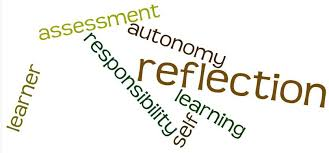 assessment
autonomy
reflection
responsibility
learning
self
learner